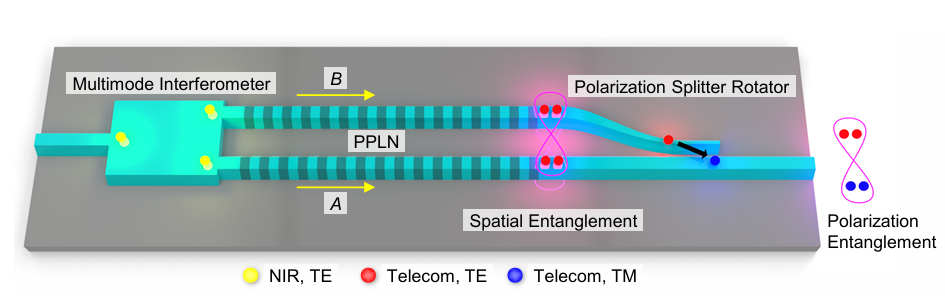 Multimode Interferometer
B
Polarization Splitter Rotator
PPLN
A
Spatial Entanglement
Polarization
Entanglement
NIR, TE
Telecom, TE
Telecom, TM